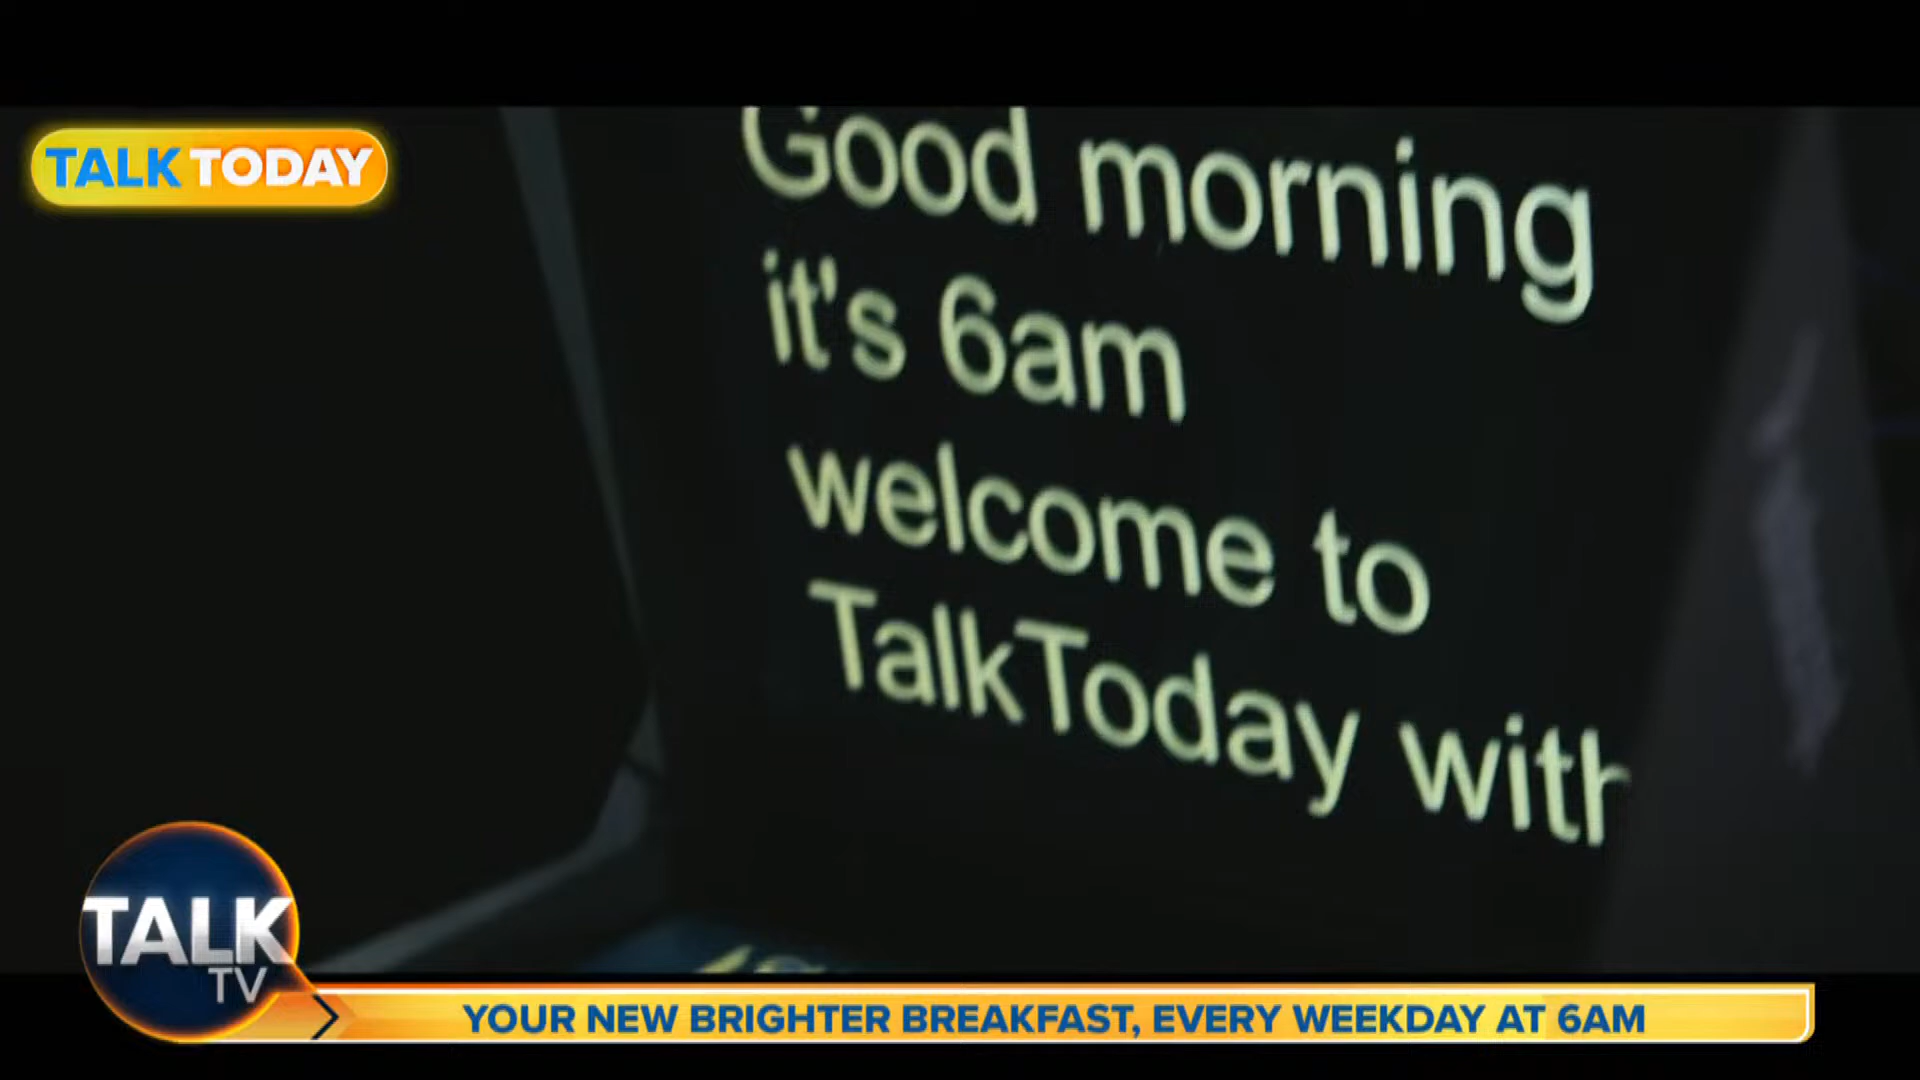 TALK TODAY
Good morning
it's 6am
welcome to
TalkToday with
TALK
TV
YOUR NEW BRIGHTER BREAKFAST, EVERY WEEKDAY AT 6AM